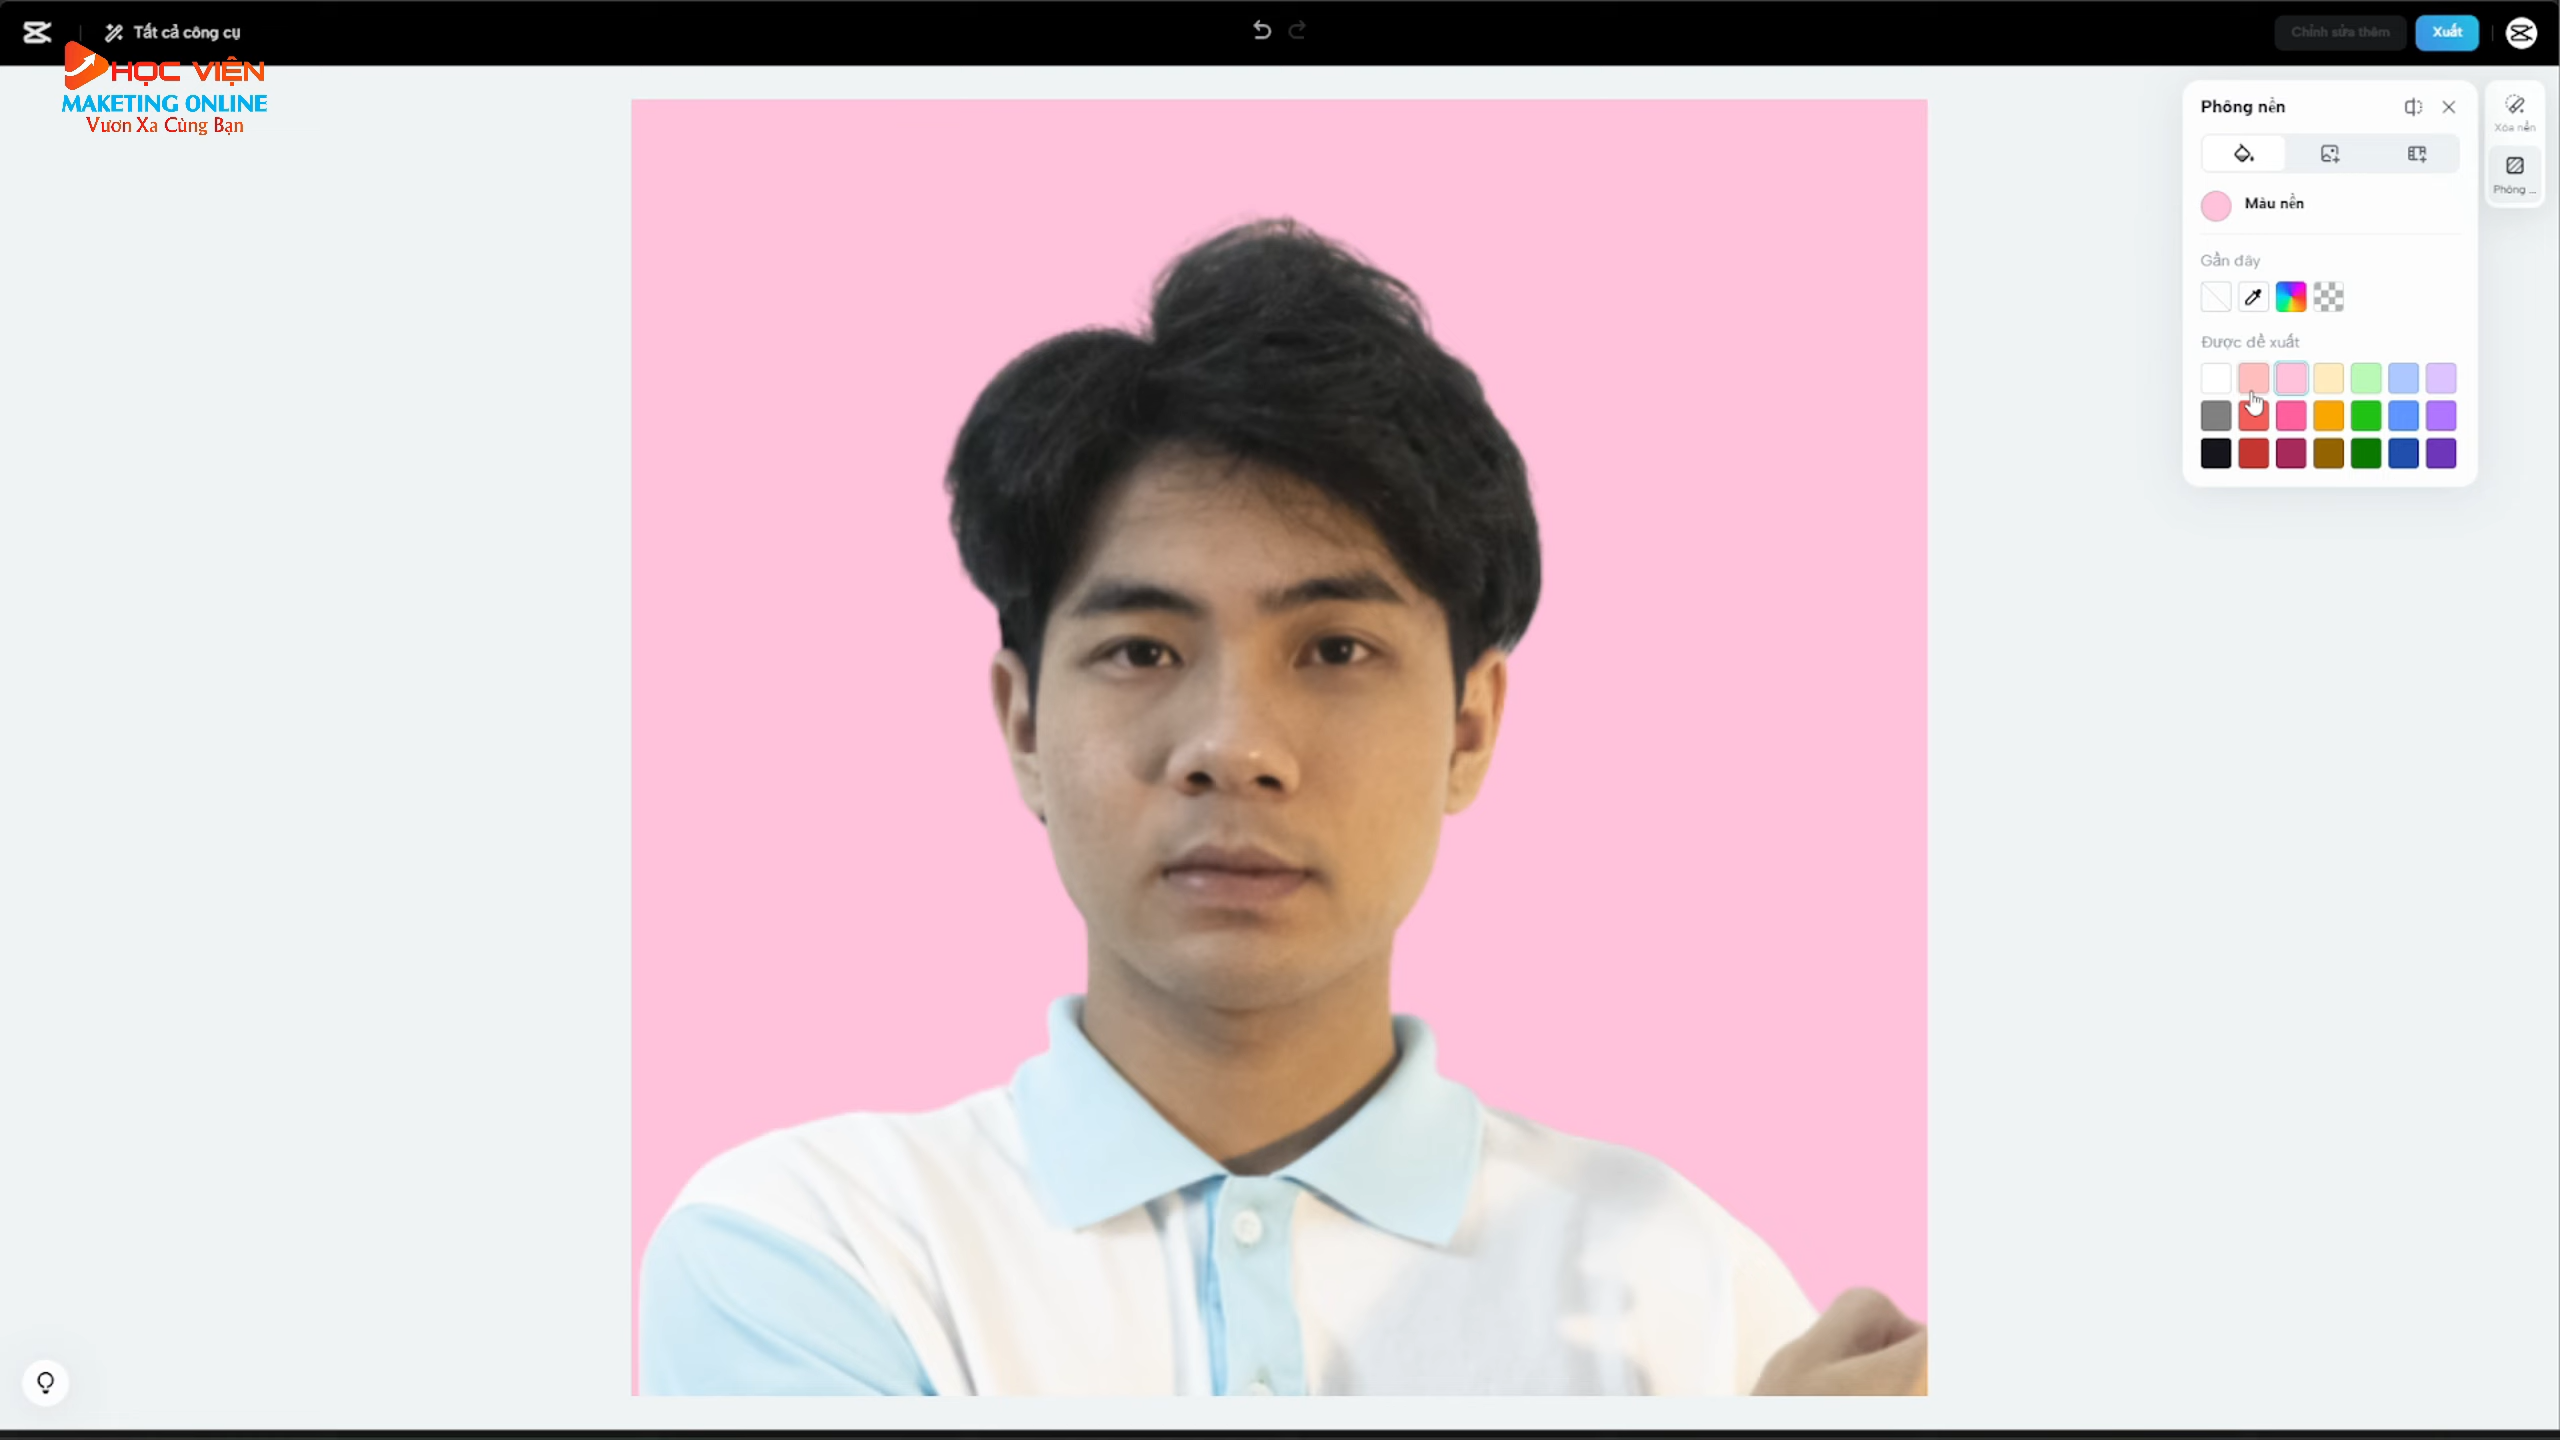 Tất cả công cụ
Chỉnh sửa thêm
Xuất
HỌC VIỆN
MAKETING ONLINE
Vươn Xa Cùng Bạn
Phông nền
Xóa nền
Phông ...
Màu nền
Gần đây
Được đề xuất